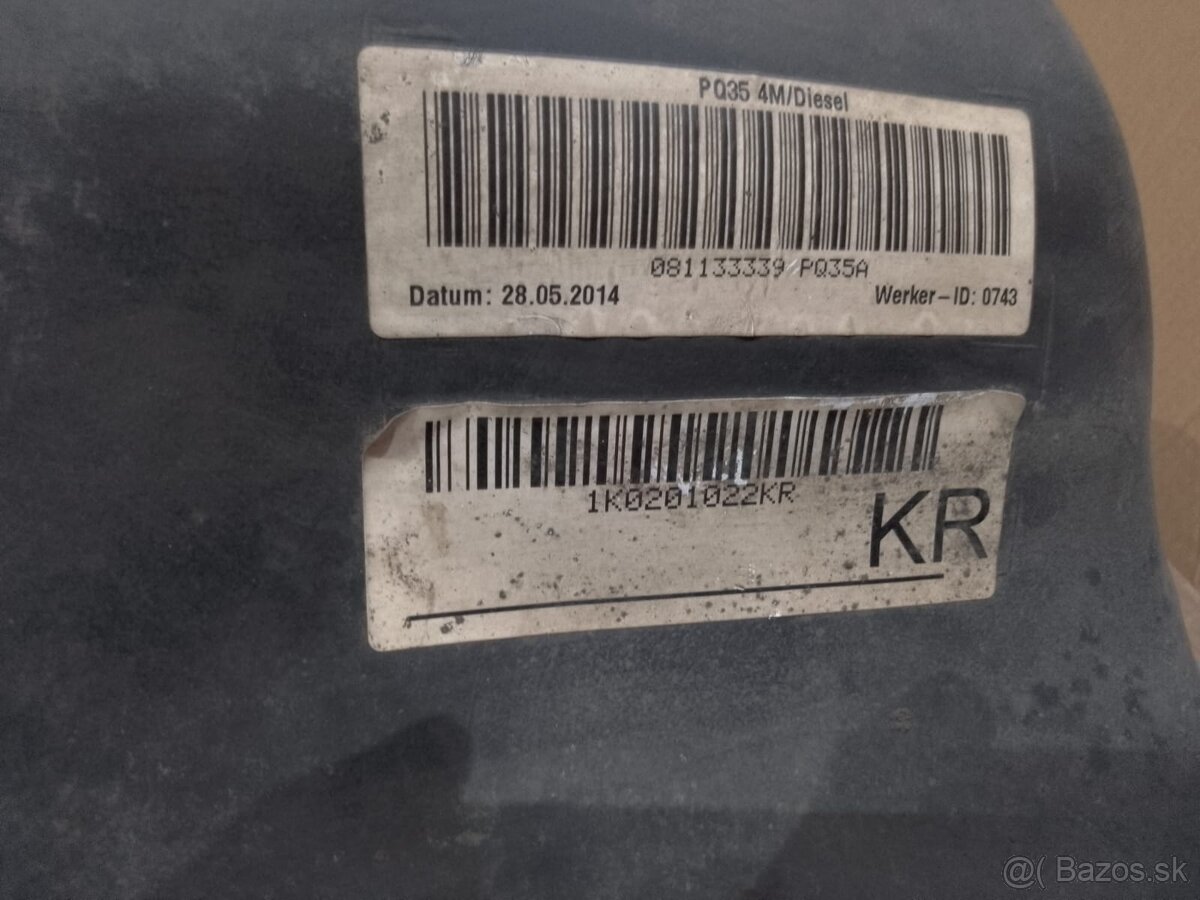 PQ35 4M/Diesel
081133339 PQ35A
Datum: 28.05.2014 Werker-ID: 0743
1K0201022KR
KR
@( Bazos.sk